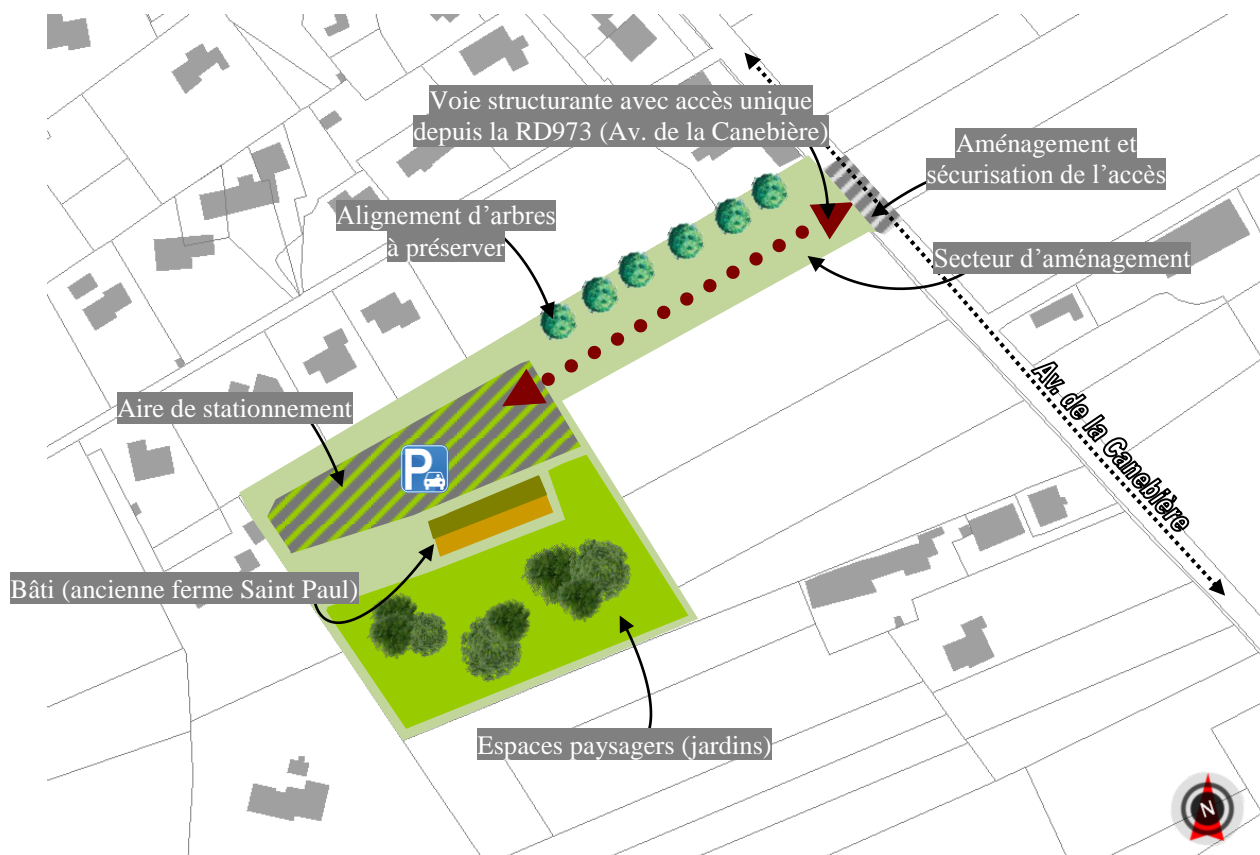 Voie structurante avec accès unique
depuis la RD973 (Av. de la Canebière)
Aménagement et
sécurisation de l’accès
Alignement d’arbres
à préserver
Secteur d’aménagement
Aire de stationnement
Av. de la Canebière
P
Bâti (ancienne ferme Saint Paul)
Espaces paysagers (jardins)
N